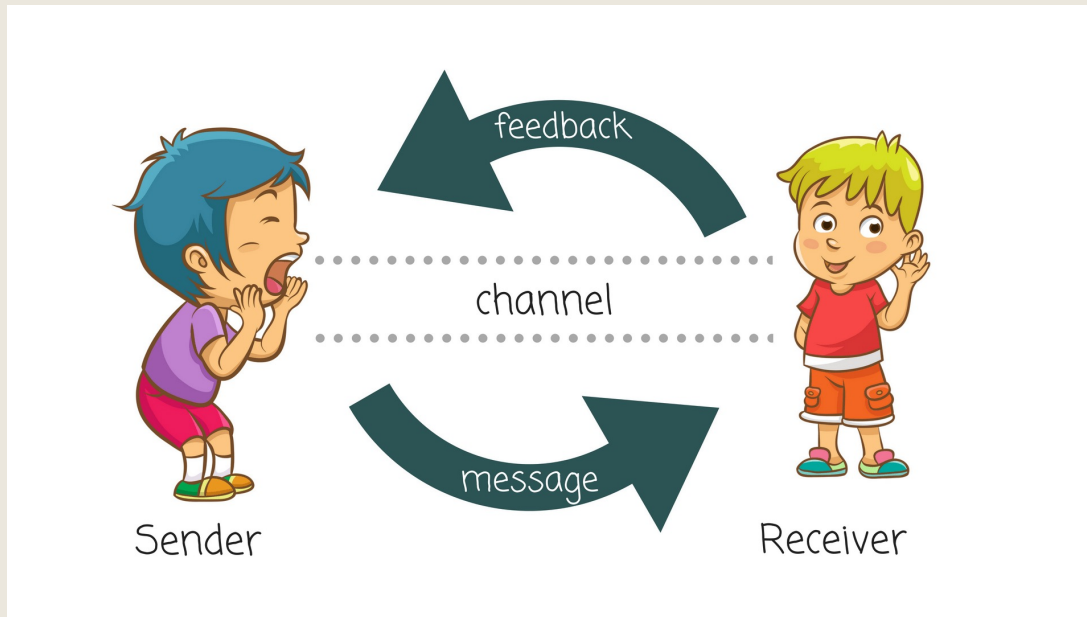 feedback
channel
message
Sender
Receiver